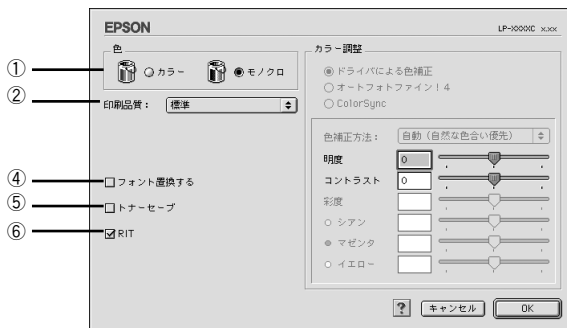 EPSON
LP-XXXXC x.xx
色
カラー
モノクロ
①
②
印刷品質：
標準
④
フォント置換する
⑤
トナーセーブ
⑥
RIT
カラー調整
ドライバによる色補正
オートフォトファイン！4
ColorSync
色補正方法：
自動（自然な色合い優先）
明度
0
コントラスト
0
彩度
シアン
マゼンタ
イエロー
?
キャンセル
OK